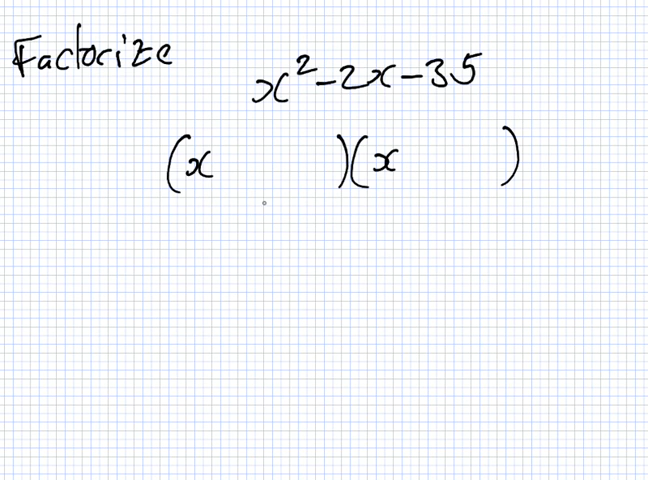 Factorize
x²-2x-35
(x )(x )